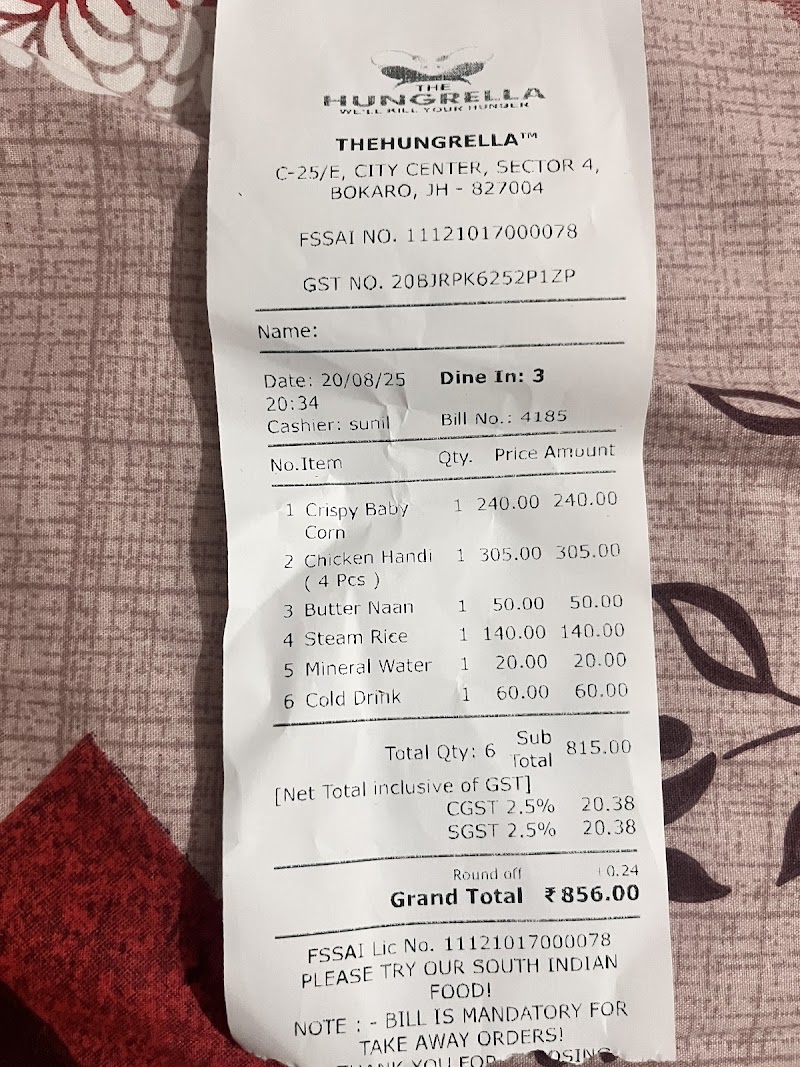 THE
HUNGRELLA
WE'LL KILL YOUR HUNGER
THEHUNGRELLA™
C-25/E, CITY CENTER, SECTOR 4,
BOKARO, JH - 827004
FSSAI NO. 11121017000078
GST NO. 20BJRPK6252P1ZP
Name:
Date: 20/08/25 Dine In: 3
20:34
Cashier: sunil Bill No.: 4185
No.Item Qty. Price Amount
1 Crispy Baby 1 240.00 240.00
Corn
2 Chicken Handi 1 305.00 305.00
( 4 Pcs )
3 Butter Naan 1 50.00 50.00
4 Steam Rice 1 140.00 140.00
5 Mineral Water 1 20.00 20.00
6 Cold Drink 1 60.00 60.00
Total Qty: 6 Sub Total 815.00
[Net Total inclusive of GST]
CGST 2.5% 20.38
SGST 2.5% 20.38
Round off +0.24
Grand Total ₹856.00
FSSAI Lic No. 11121017000078
PLEASE TRY OUR SOUTH INDIAN
FOOD!
NOTE : - BILL IS MANDATORY FOR
TAKE AWAY ORDERS!
THANK YOU FOR